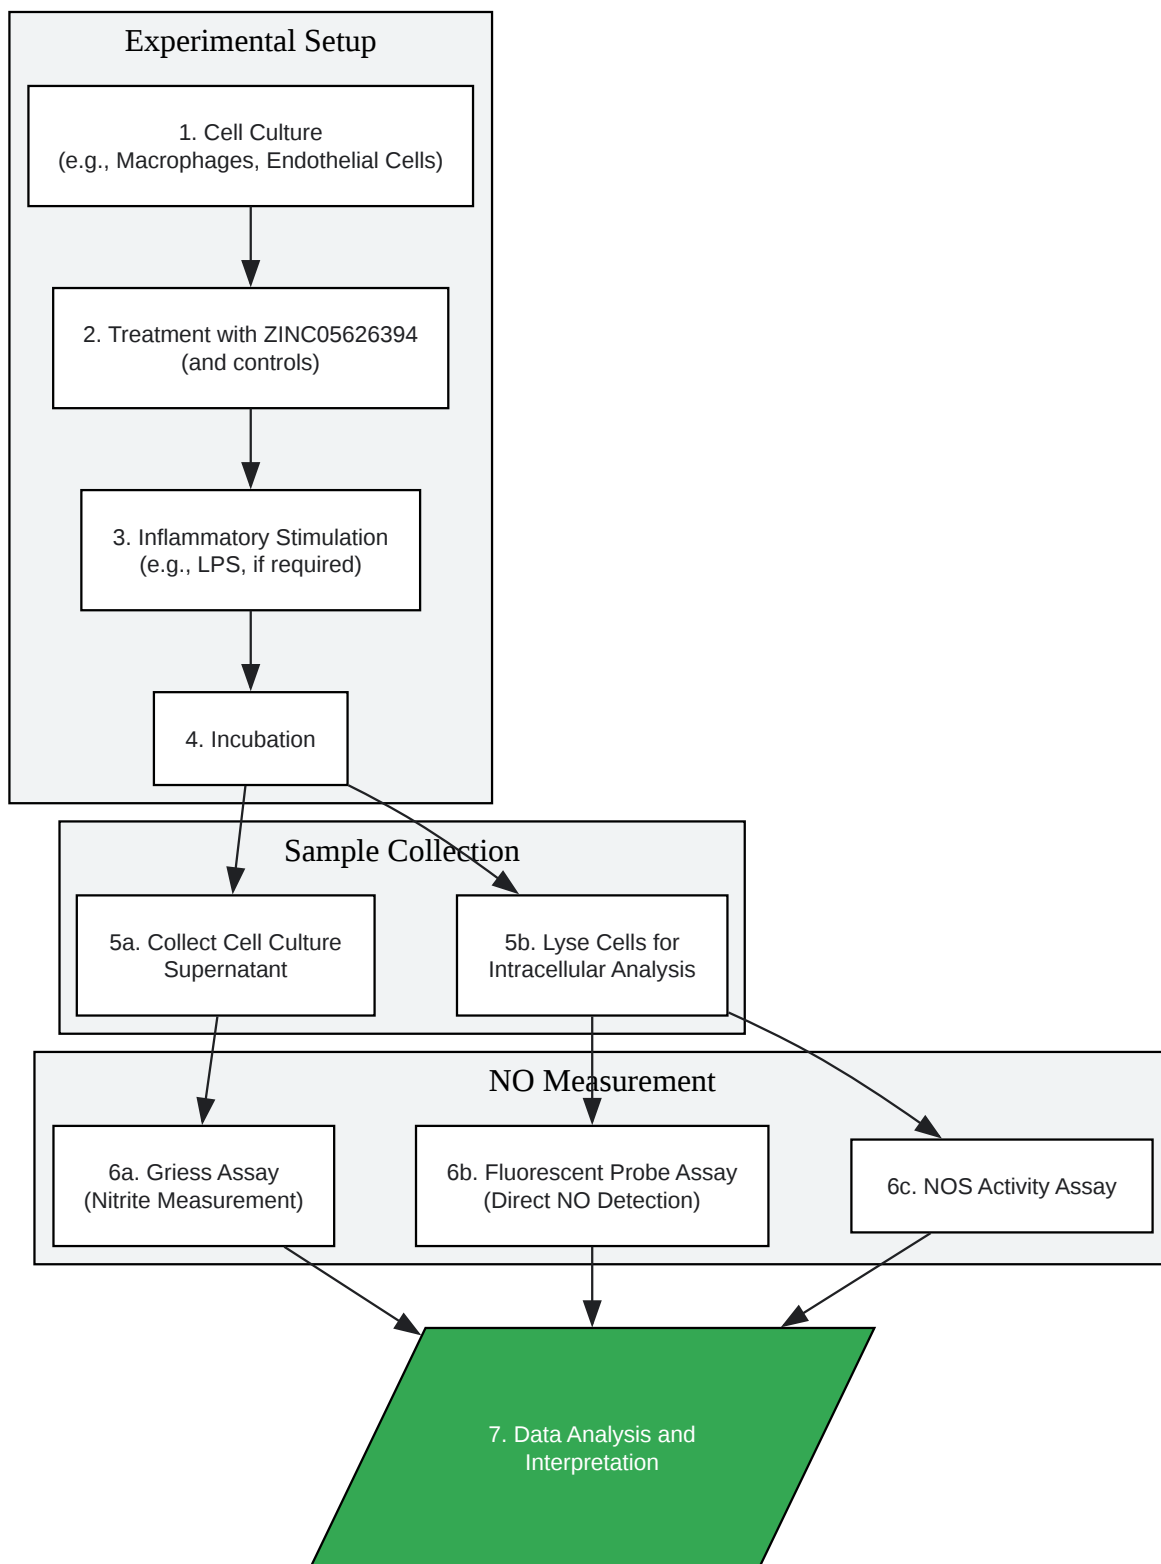 Experimental Setup
1. Cell Culture
(e.g., Macrophages, Endothelial Cells)
2. Treatment with ZINC05626394
(and controls)
3. Inflammatory Stimulation
(e.g., LPS, if required)
4. Incubation
Sample Collection
5a. Collect Cell Culture
Supernatant
5b. Lyse Cells for
Intracellular Analysis
NO Measurement
6a. Griess Assay
(Nitrite Measurement)
6b. Fluorescent Probe Assay
(Direct NO Detection)
6c. NOS Activity Assay
7. Data Analysis and
Interpretation